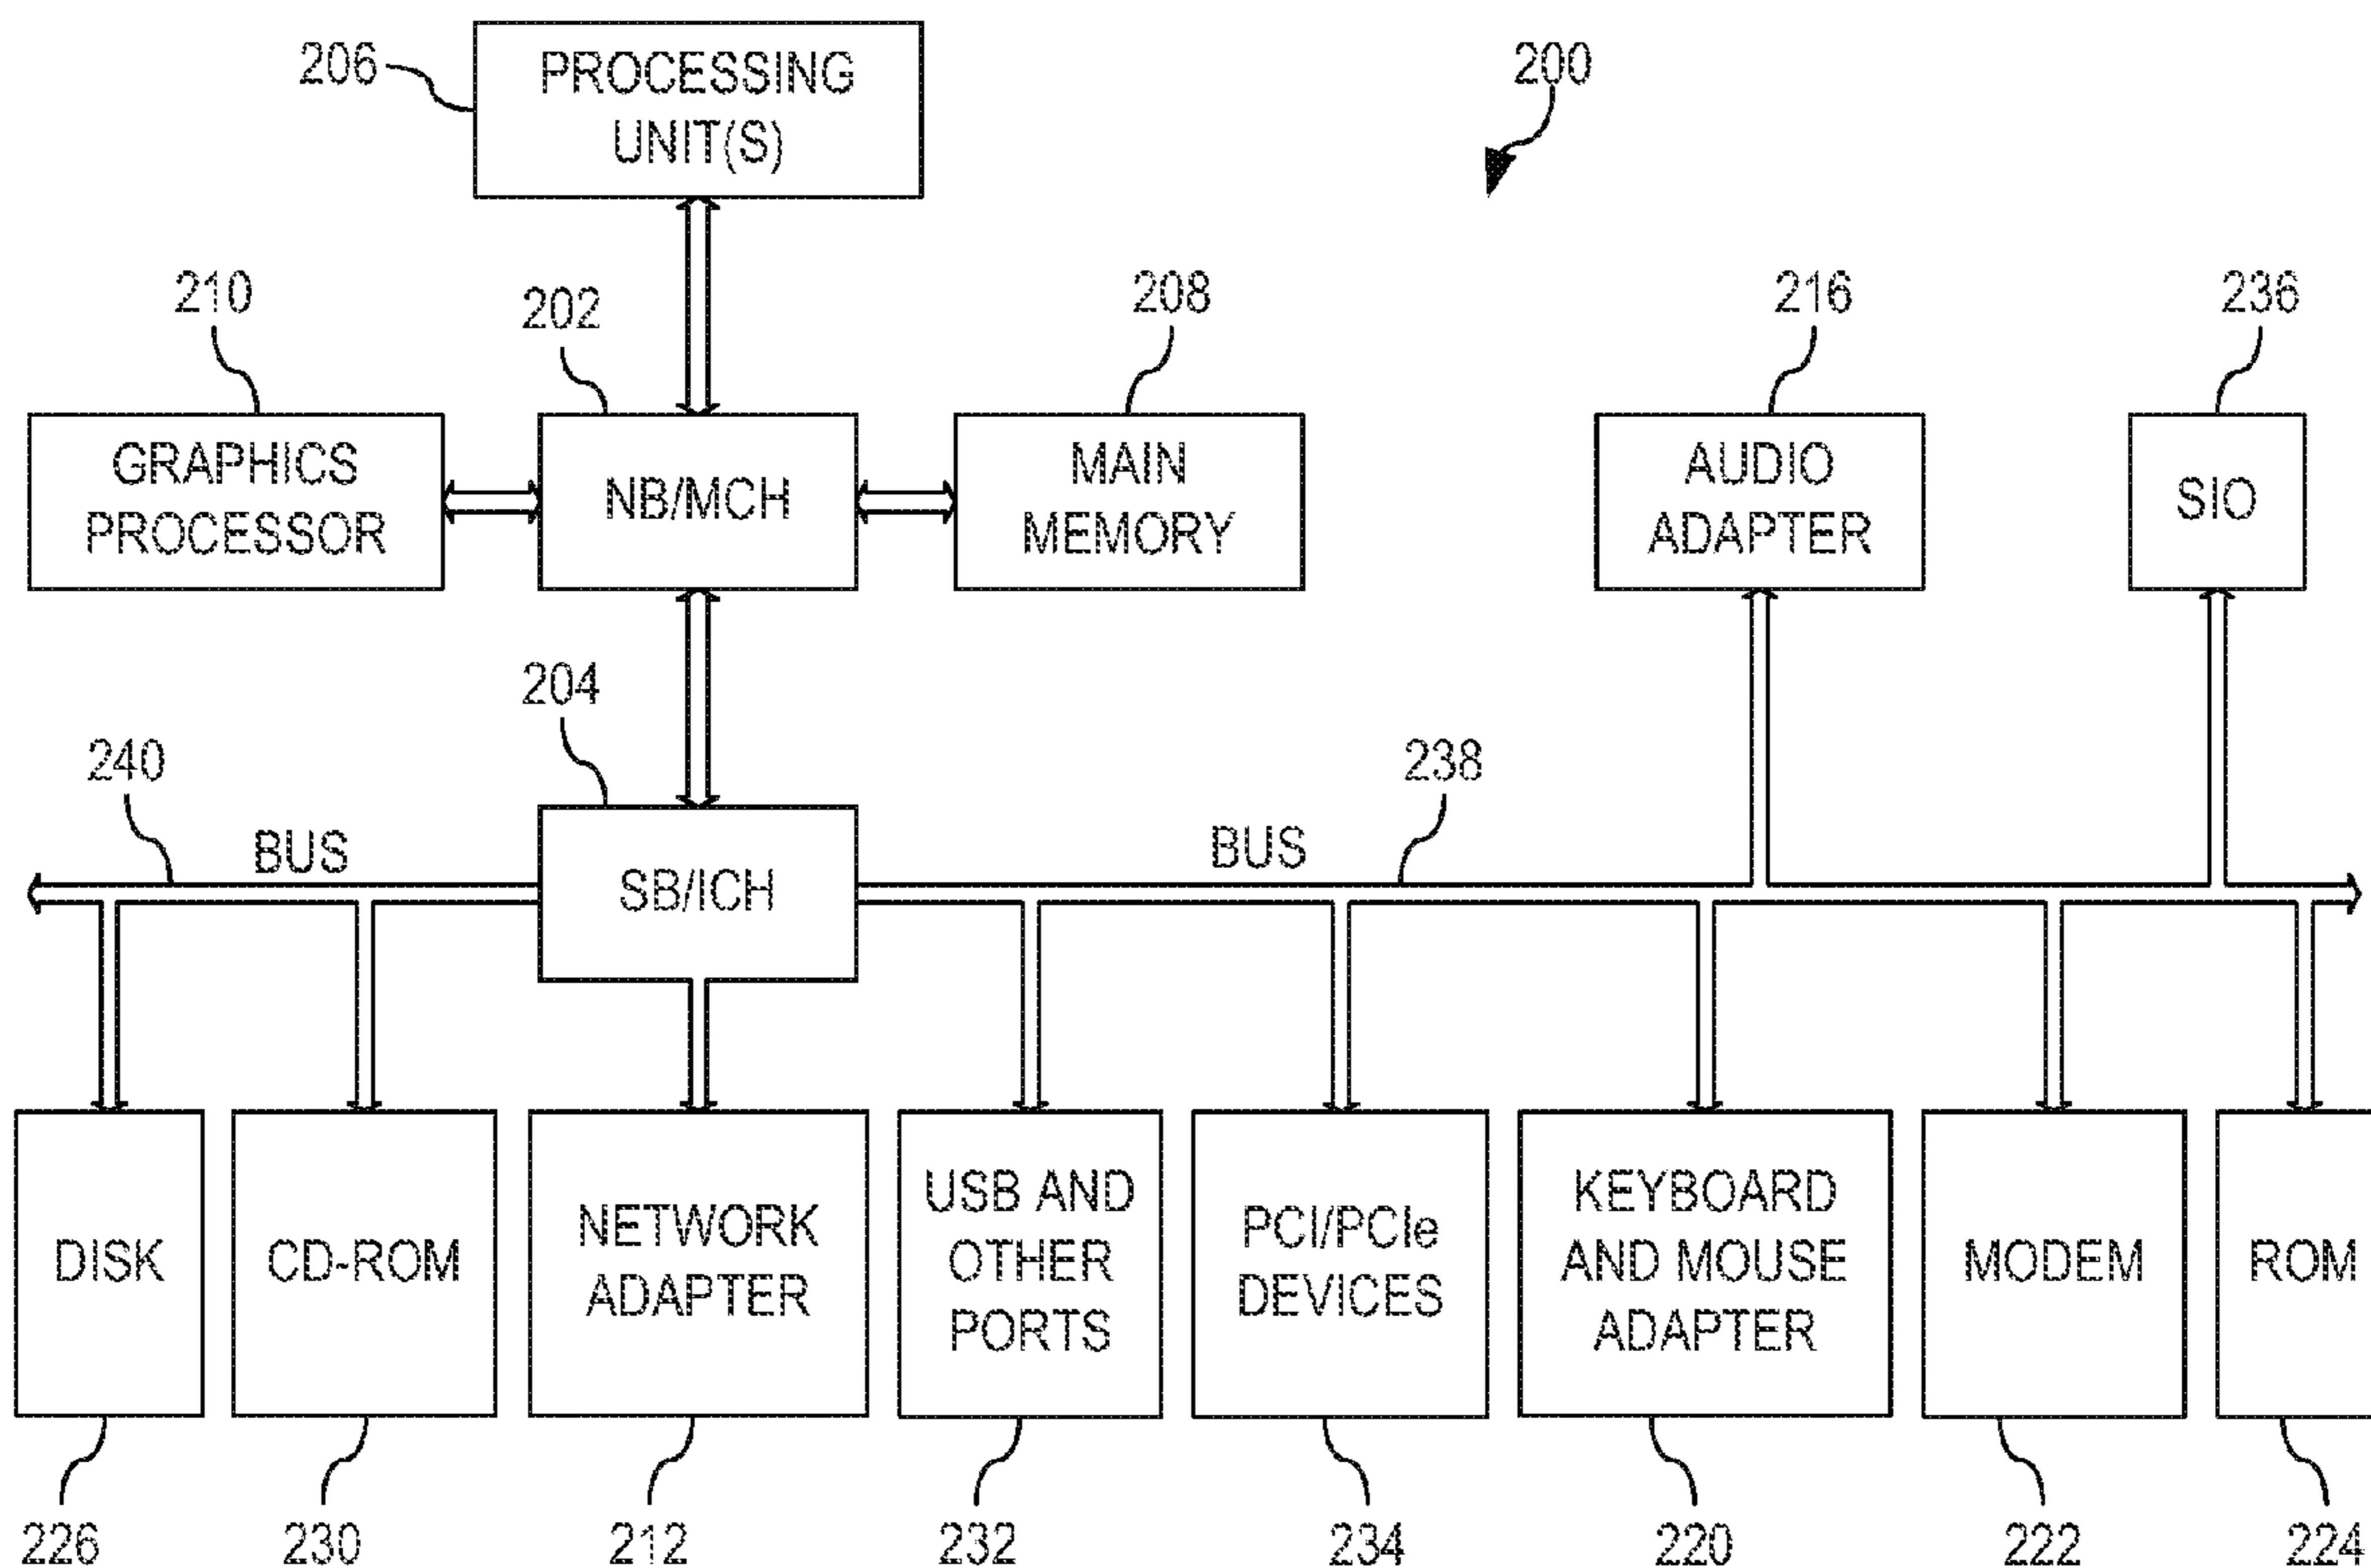 206
PROCESSING
UNIT(S)
200
210
202
208
216
236
GRAPHICS
PROCESSOR
NB/MCH
MAIN
MEMORY
AUDIO
ADAPTER
SIO
204
240
238
BUS
BUS
SB/ICH
DISK
CD-ROM
NETWORK
ADAPTER
USB AND
OTHER
PORTS
PCI/PCIe
DEVICES
KEYBOARD
AND MOUSE
ADAPTER
MODEM
ROM
226
230
212
232
234
220
222
224